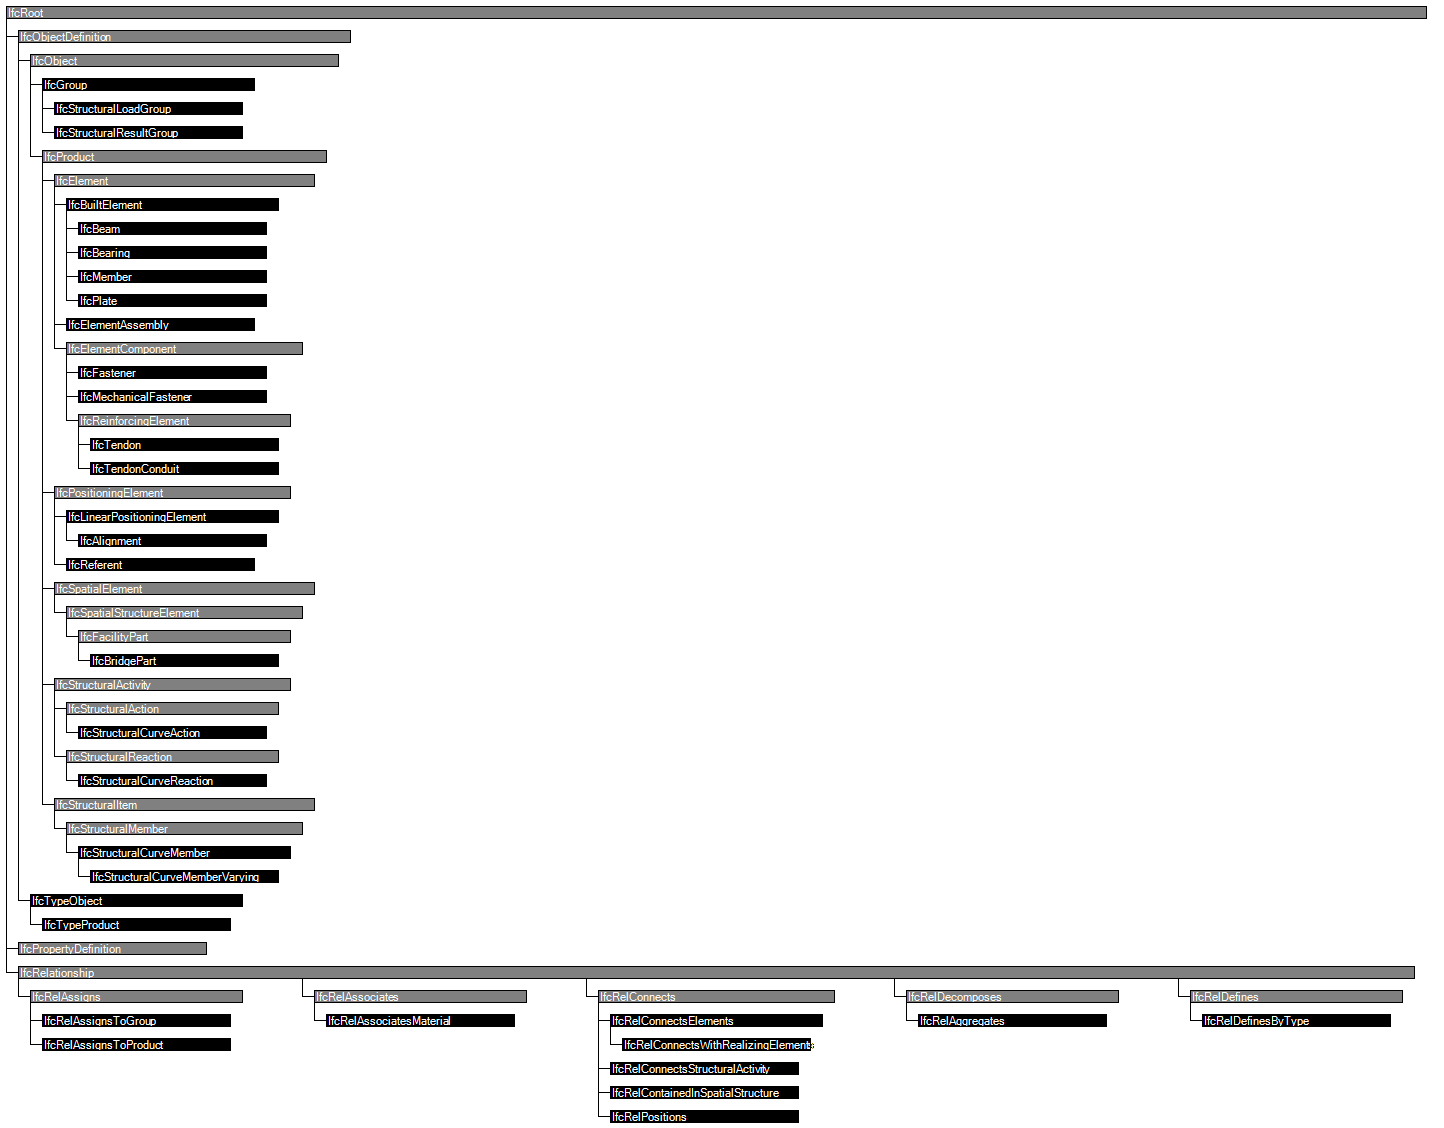 IfcRoot
IfcObjectDefinition
IfcObject
IfcGroup
IfcStructuralLoadGroup
IfcStructuralResultGroup
IfcProduct
IfcElement
IfcBuiltElement
IfcBeam
IfcBearing
IfcMember
IfcPlate
IfcElementAssembly
IfcElementComponent
IfcFastener
IfcMechanicalFastener
IfcReinforcingElement
IfcTendon
IfcTendonConduit
IfcPositioningElement
IfcLinearPositioningElement
IfcAlignment
IfcReferent
IfcSpatialElement
IfcSpatialStructureElement
IfcFacilityPart
IfcBridgePart
IfcStructuralActivity
IfcStructuralAction
IfcStructuralCurveAction
IfcStructuralReaction
IfcStructuralCurveReaction
IfcStructuralItem
IfcStructuralMember
IfcStructuralCurveMember
IfcStructuralCurveMemberVarying
IfcTypeObject
IfcTypeProduct
IfcPropertyDefinition
IfcRelationship
IfcRelAssigns
IfcRelAssignsToGroup
IfcRelAssignsToProduct
IfcRelAssociates
IfcRelAssociatesMaterial
IfcRelConnects
IfcRelConnectsElements
IfcRelConnectsWithRealizingElements
IfcRelConnectsStructuralActivity
IfcRelContainedInSpatialStructure
IfcRelPositions
IfcRelDecomposes
IfcRelAggregates
IfcRelDefines
IfcRelDefinesByType